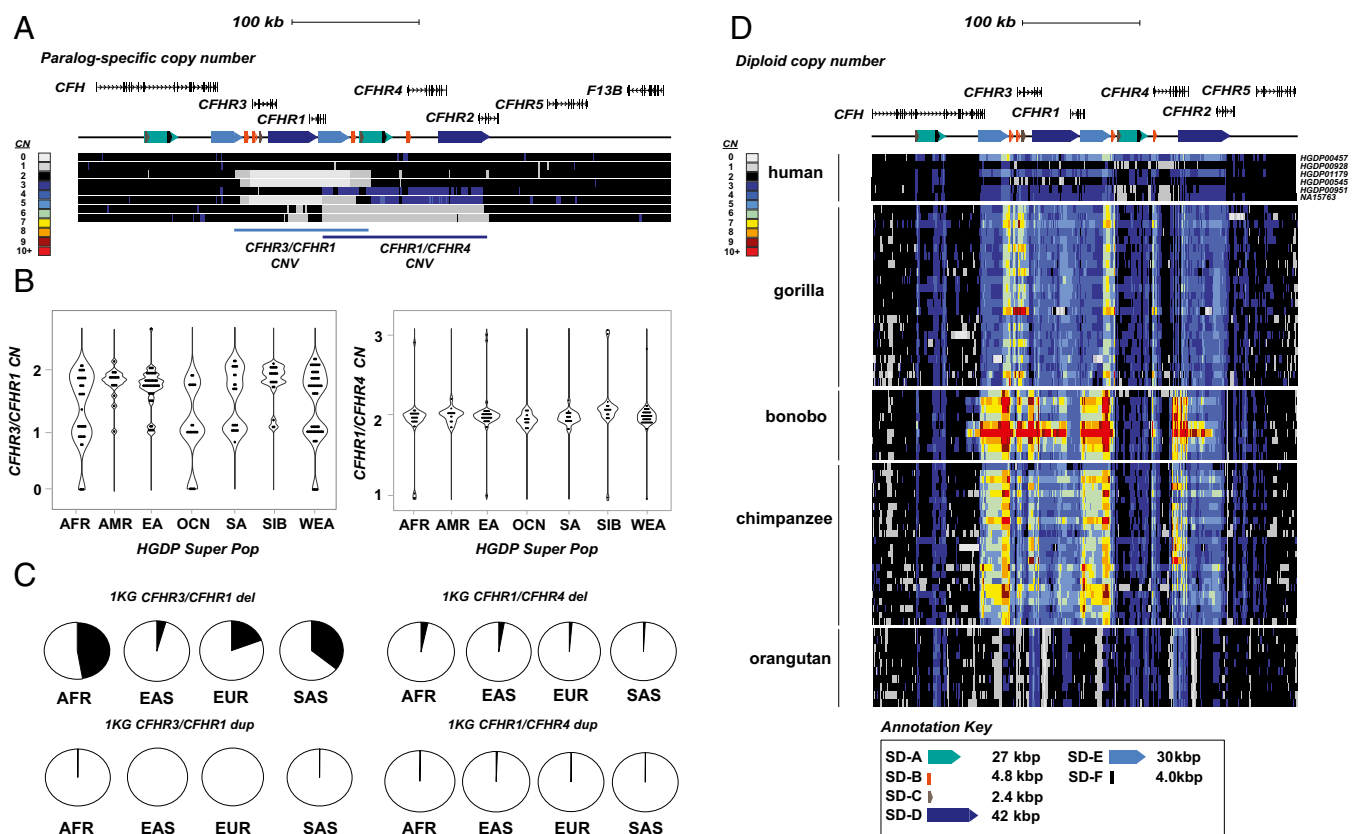 A
100 kb
Paralog-specific copy number
CFH
CFHR3
CFHR1
CFHR4
CFHR2
CFHR5
F13B
CN
0
1
2
3
4
5
6
7
8
9
10+
CFHR3/CFHR1
CNV
CFHR1/CFHR4
CNV
B
CFHR3/CFHR1 CN
2
1
0
AFR AMR EA OCN SA SIB WEA
HGDP Super Pop
CFHR1/CFHR4 CN
3
2
1
AFR AMR EA OCN SA SIB WEA
HGDP Super Pop
C
1KG CFHR3/CFHR1 del
AFR EAS EUR SAS
1KG CFHR1/CFHR4 del
AFR EAS EUR SAS
1KG CFHR3/CFHR1 dup
AFR EAS EUR SAS
1KG CFHR1/CFHR4 dup
AFR EAS EUR SAS
D
100 kb
Diploid copy number
CFH
CFHR3
CFHR1
CFHR4
CFHR2
CFHR5
CN
0
1
2
3
4
5
6
7
8
9
10+
human
HGDP00457
HGDP00928
HGDP01179
HGDP00545
HGDP00951
NA15763
gorilla
bonobo
chimpanzee
orangutan
Annotation Key
SD-A 27 kbp
SD-B 4.8 kbp
SD-C 2.4 kbp
SD-D 42 kbp
SD-E 30kbp
SD-F 4.0kbp